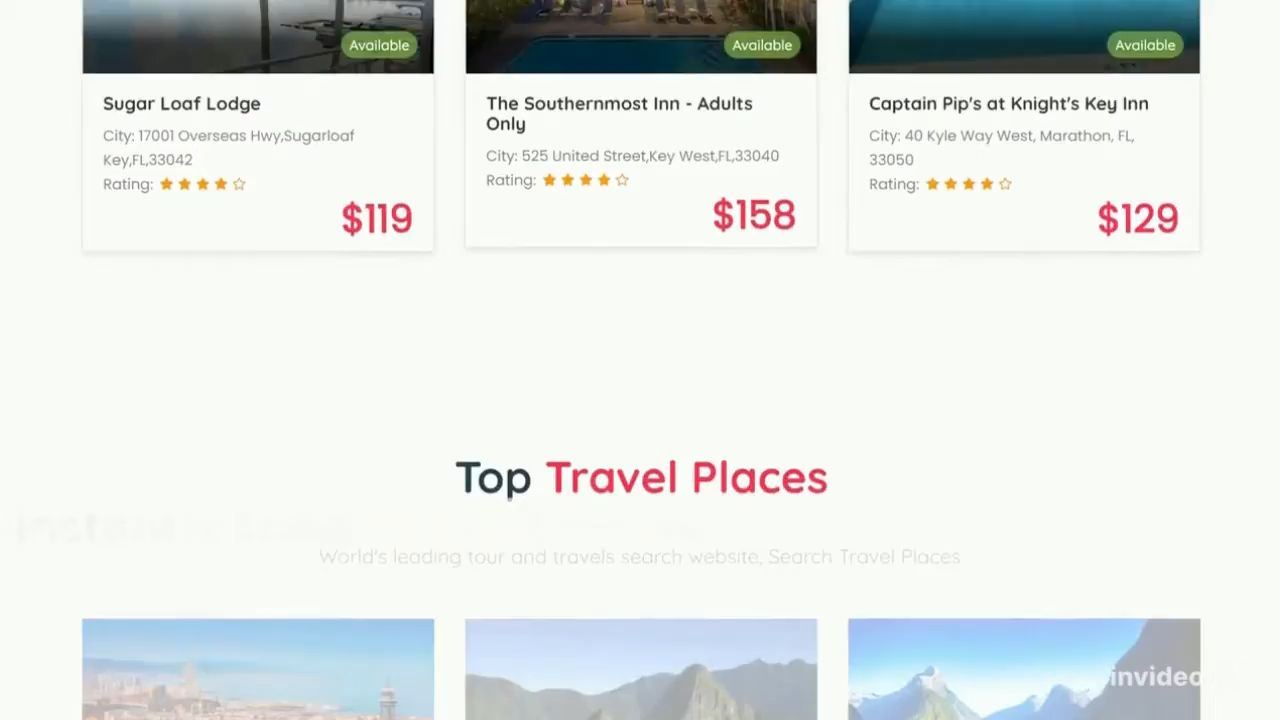 Available
Available
Available
Sugar Loaf Lodge
City: 17001 Overseas Hwy,Sugarloaf
Key,FL,33042
Rating:
$119
The Southernmost Inn - Adults
Only
City: 525 United Street,Key West,FL,33040
Rating:
$158
Captain Pip's at Knight's Key Inn
City: 40 Kyle Way West, Marathon, FL,
33050
Rating:
$129
Top Travel Places
World's leading tour and travels search website, Search Travel Places
invideo